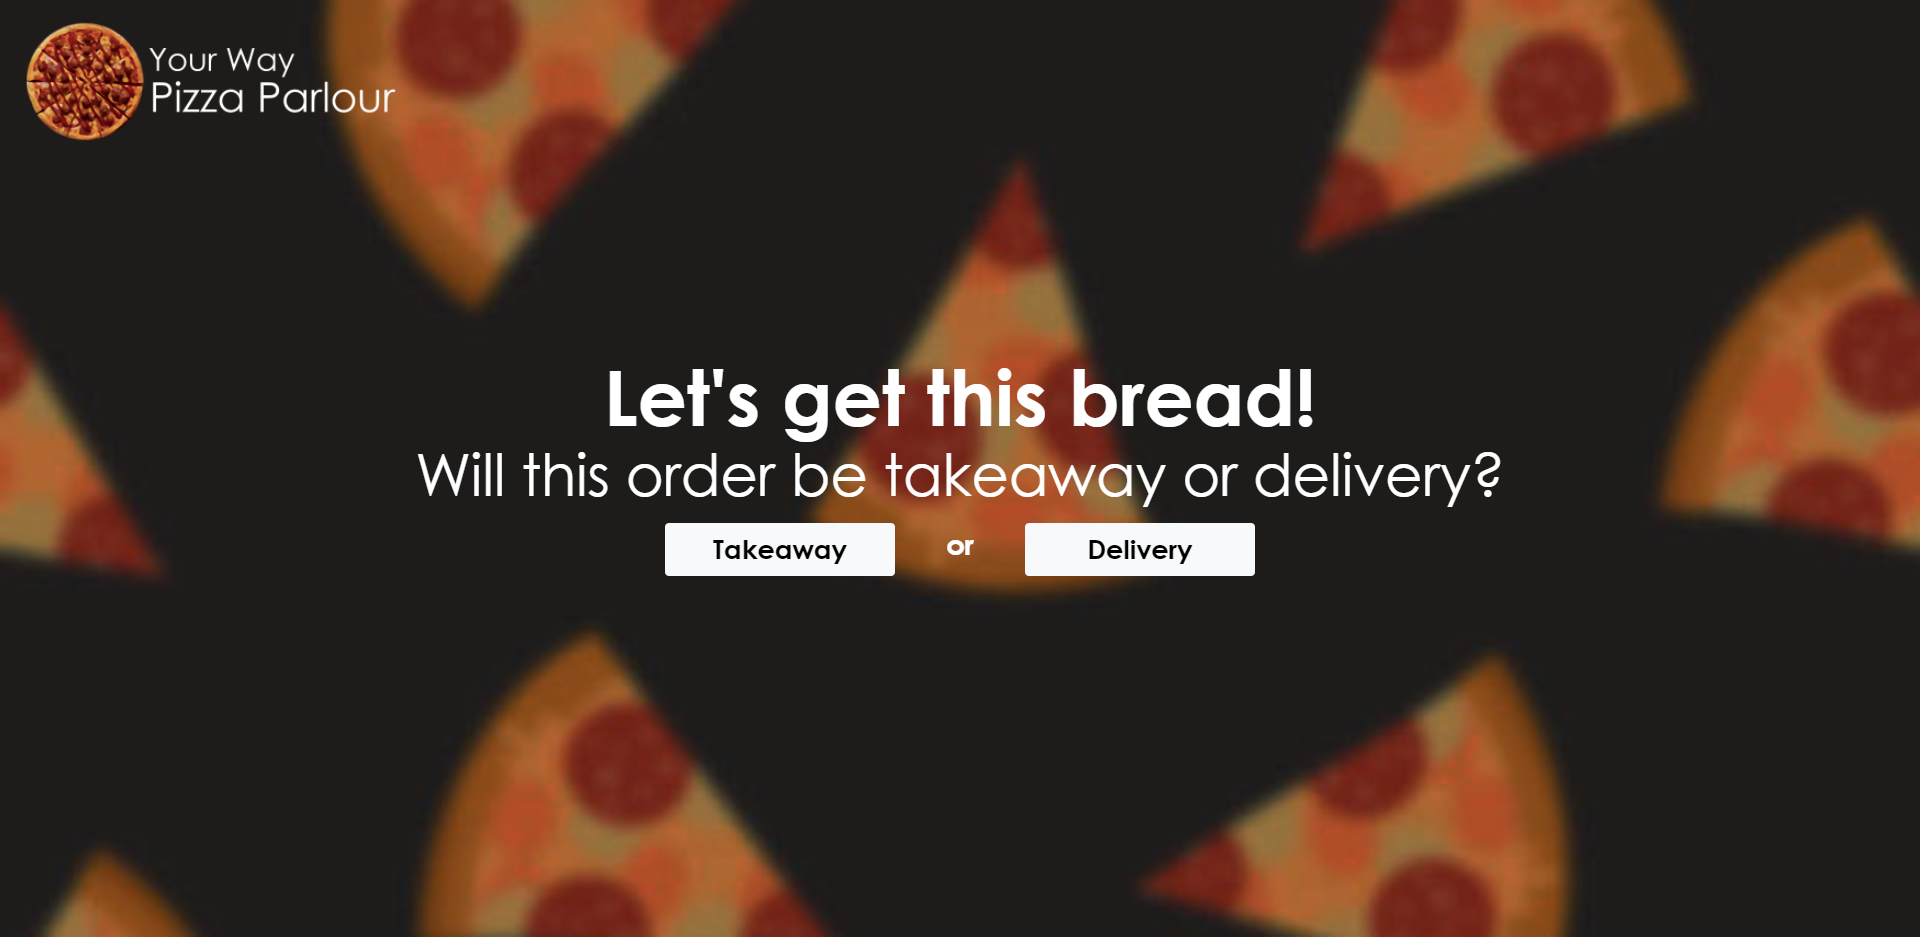 Your Way
Pizza Parlour
Let's get this bread!
Will this order be takeaway or delivery?
Takeaway or Delivery